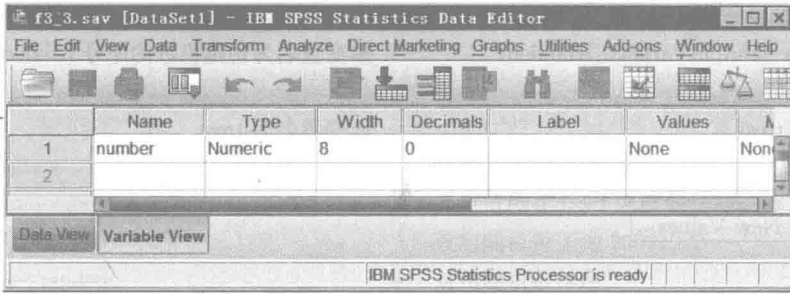 f3_3.sav [DataSet1] - IBM SPSS Statistics Data Editor
File Edit View Data Transform Analyze Direct Marketing Graphs Utilities Add-ons Window Help
Name Type Width Decimals Label Values M
1 number Numeric 8 0 None None
2
Data View Variable View
IBM SPSS Statistics Processor is ready